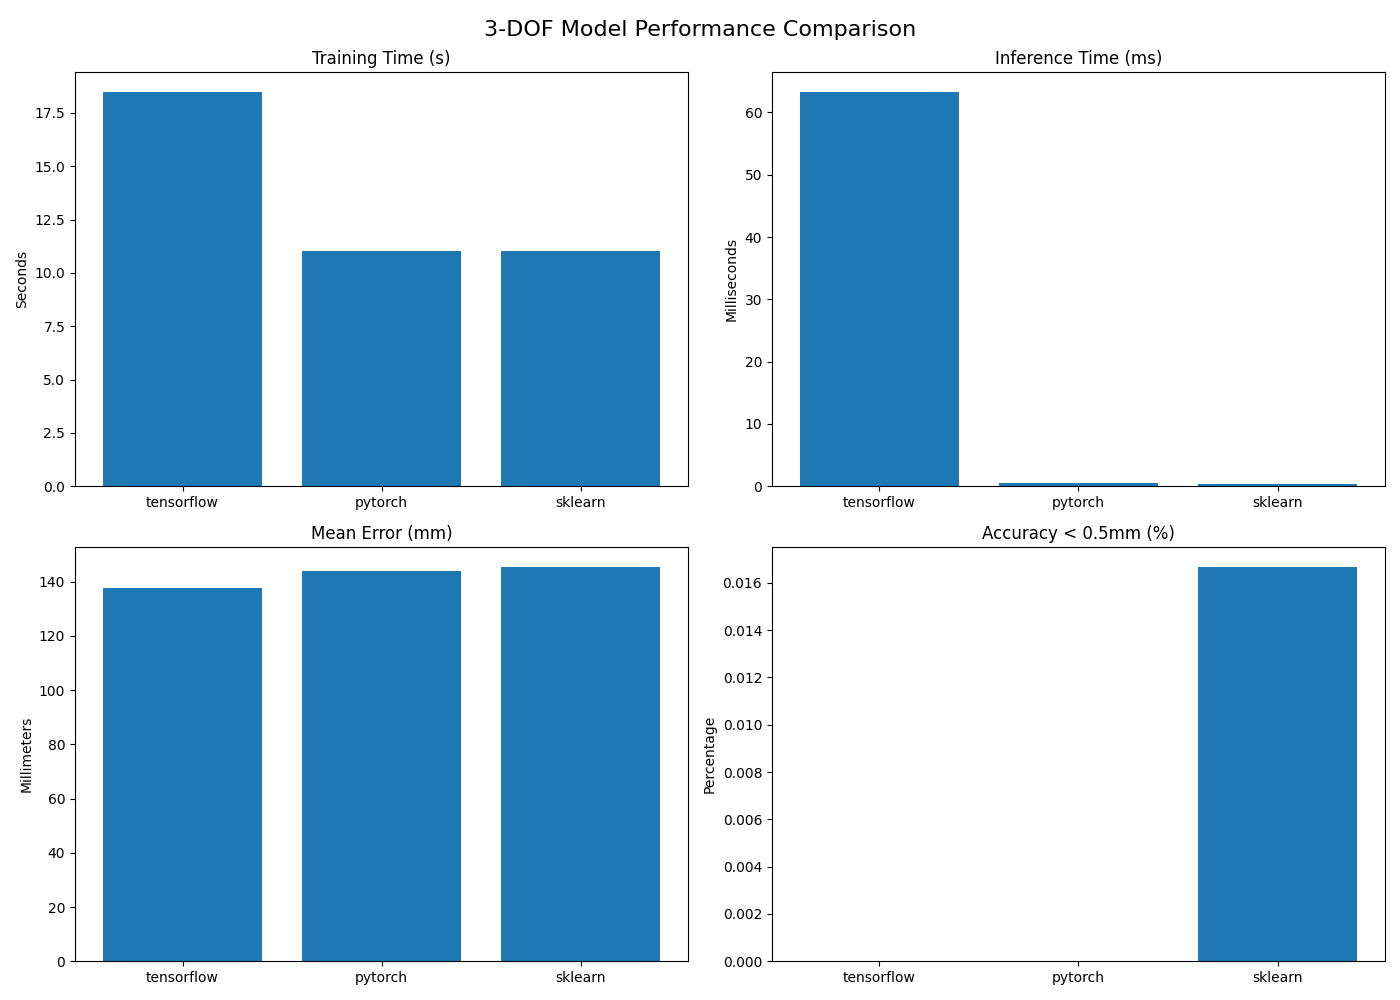 3-DOF Model Performance Comparison
Training Time (s)
Seconds
17.5
15.0
12.5
10.0
7.5
5.0
2.5
0.0
tensorflow
pytorch
sklearn
Inference Time (ms)
Milliseconds
60
50
40
30
20
10
0
tensorflow
pytorch
sklearn
Mean Error (mm)
Millimeters
140
120
100
80
60
40
20
0
tensorflow
pytorch
sklearn
Accuracy < 0.5mm (%)
Percentage
0.016
0.014
0.012
0.010
0.008
0.006
0.004
0.002
0.000
tensorflow
pytorch
sklearn